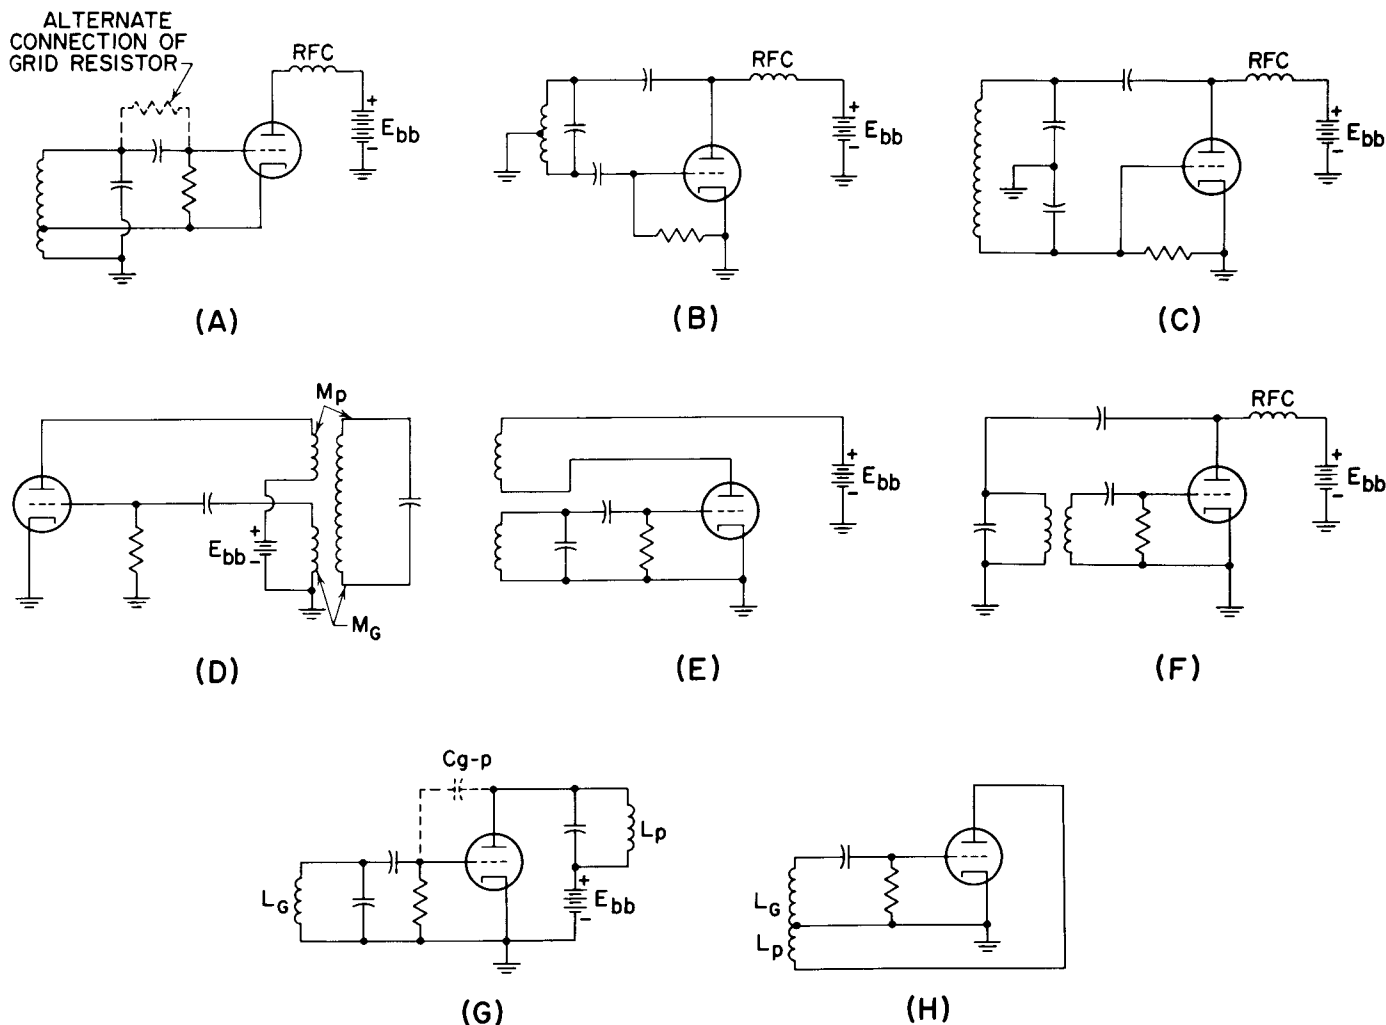 ALTERNATE
CONNECTION OF
GRID RESISTOR
RFC
+
Ebb
-
(A)
RFC
+
Ebb
-
(B)
RFC
+
Ebb
-
(C)
Mp
+
Ebb
-
MG
(D)
+
Ebb
-
(E)
RFC
+
Ebb
-
(F)
Cg-p
Lp
LG
+
Ebb
-
(G)
LG
Lp
(H)